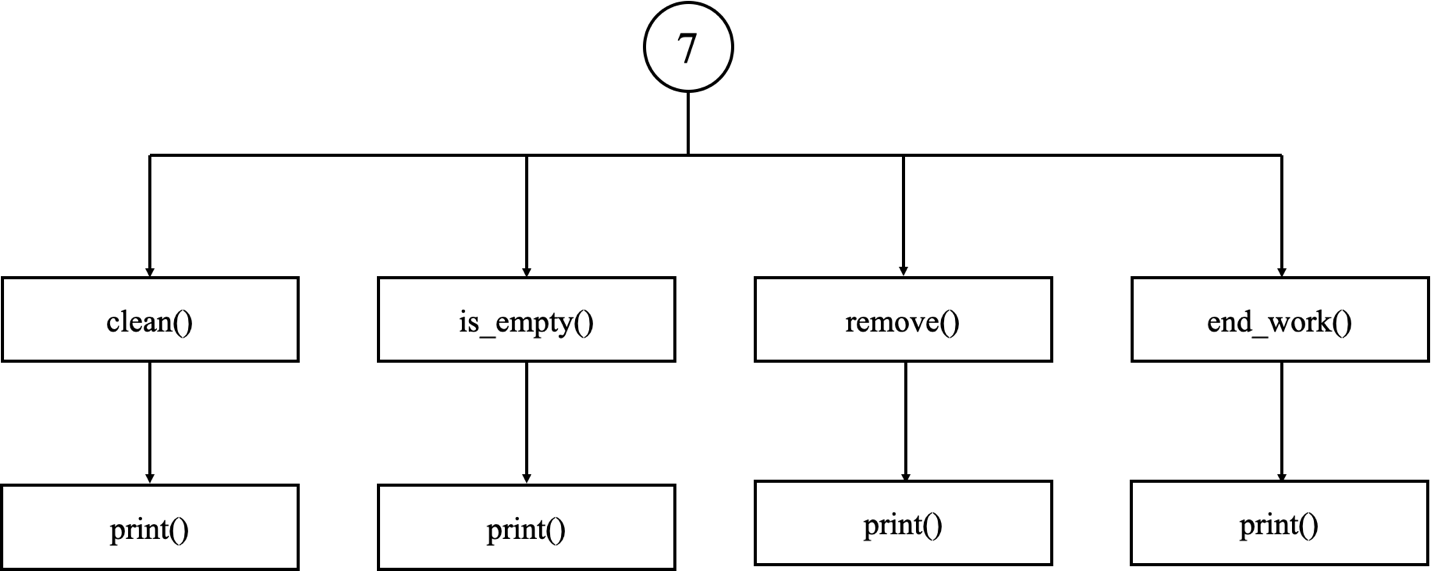 7
clean()
is_empty()
remove()
end_work()
print()
print()
print()
print()